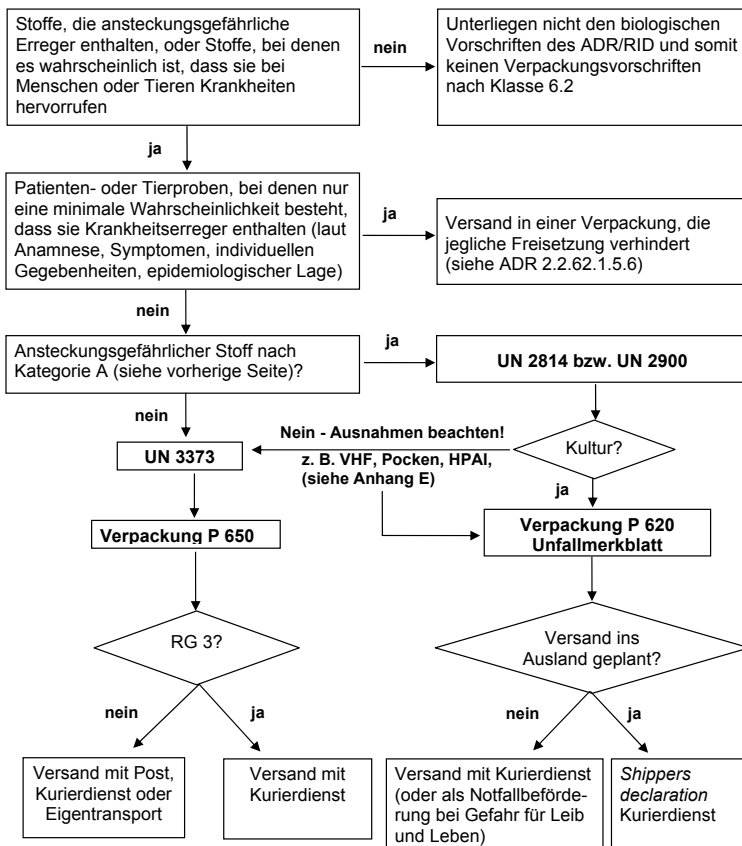 Stoffe, die ansteckungsgefährliche
Erreger enthalten, oder Stoffe, bei denen
es wahrscheinlich ist, dass sie bei
Menschen oder Tieren Krankheiten
hervorrufen
nein
Unterliegen nicht den biologischen
Vorschriften des ADR/RID und somit
keinen Verpackungsvorschriften
nach Klasse 6.2
ja
Patienten- oder Tierproben, bei denen nur
eine minimale Wahrscheinlichkeit besteht,
dass sie Krankheitserreger enthalten (laut
Anamnese, Symptomen, individuellen
Gegebenheiten, epidemiologischer Lage)
ja
Versand in einer Verpackung, die
jegliche Freisetzung verhindert
(siehe ADR 2.2.62.1.5.6)
nein
Ansteckungsgefährlicher Stoff nach
Kategorie A (siehe vorherige Seite)?
ja
UN 2814 bzw. UN 2900
nein
Nein - Ausnahmen beachten!
z. B. VHF, Pocken, HPAI,
(siehe Anhang E)
Kultur?
UN 3373
ja
Verpackung P 650
Verpackung P 620
Unfallmerkblatt
RG 3?
Versand ins
Ausland geplant?
nein
ja
nein
ja
Versand mit Post,
Kurierdienst oder
Eigentransport
Versand mit
Kurierdienst
Versand mit Kurierdienst
(oder als Notfallbeförde-
rung bei Gefahr für Leib
und Leben)
Shippers
declaration
Kurierdienst